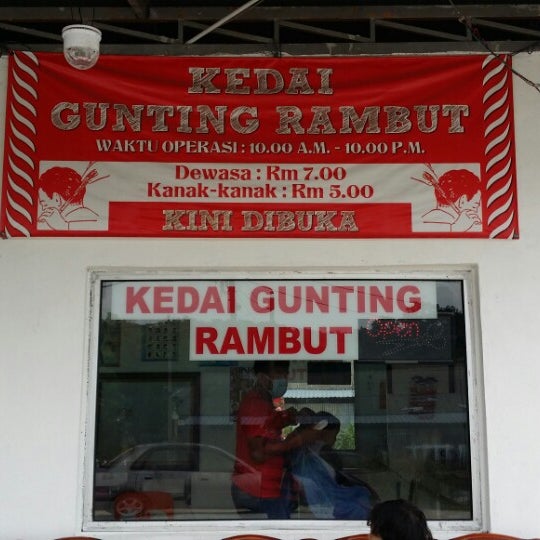 KEDAI
GUNTING RAMBUT
WAKTU OPERASI : 10.00 A.M. - 10.00 P.M.
Dewasa : Rm 7.00
Kanak-kanak : Rm 5.00
KINI DIBUKA
KEDAI GUNTING
RAMBUT
OPEN